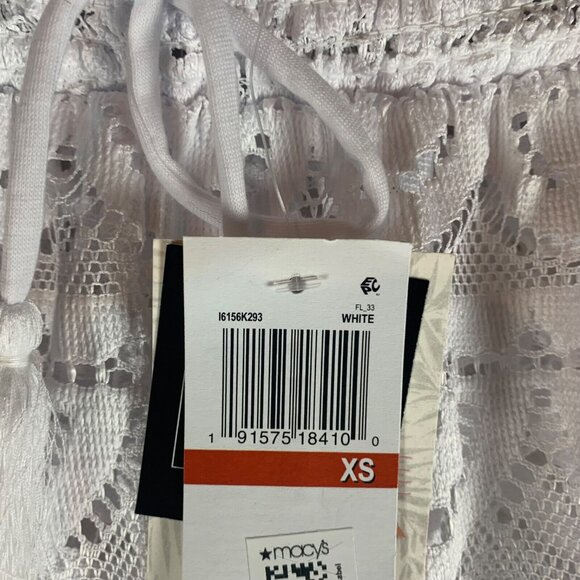 FL_33
I6156K293 WHITE
1 91575 18410 0
XS
★macy's